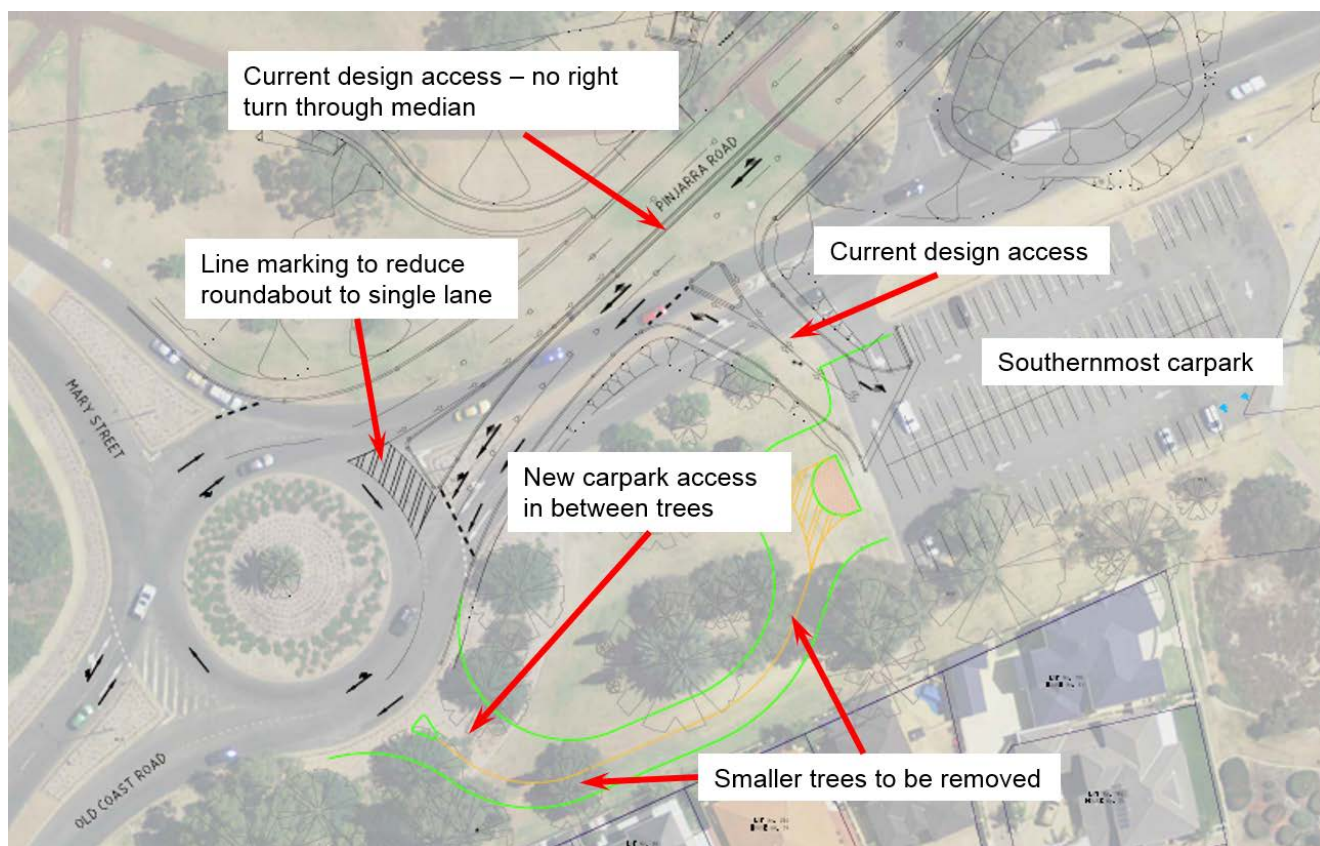 Current design access – no right
turn through median
PINJARRA ROAD
Line marking to reduce
roundabout to single lane
Current design access
Southernmost carpark
MARY STREET
New carpark access
in between trees
Smaller trees to be removed
OLD COAST ROAD